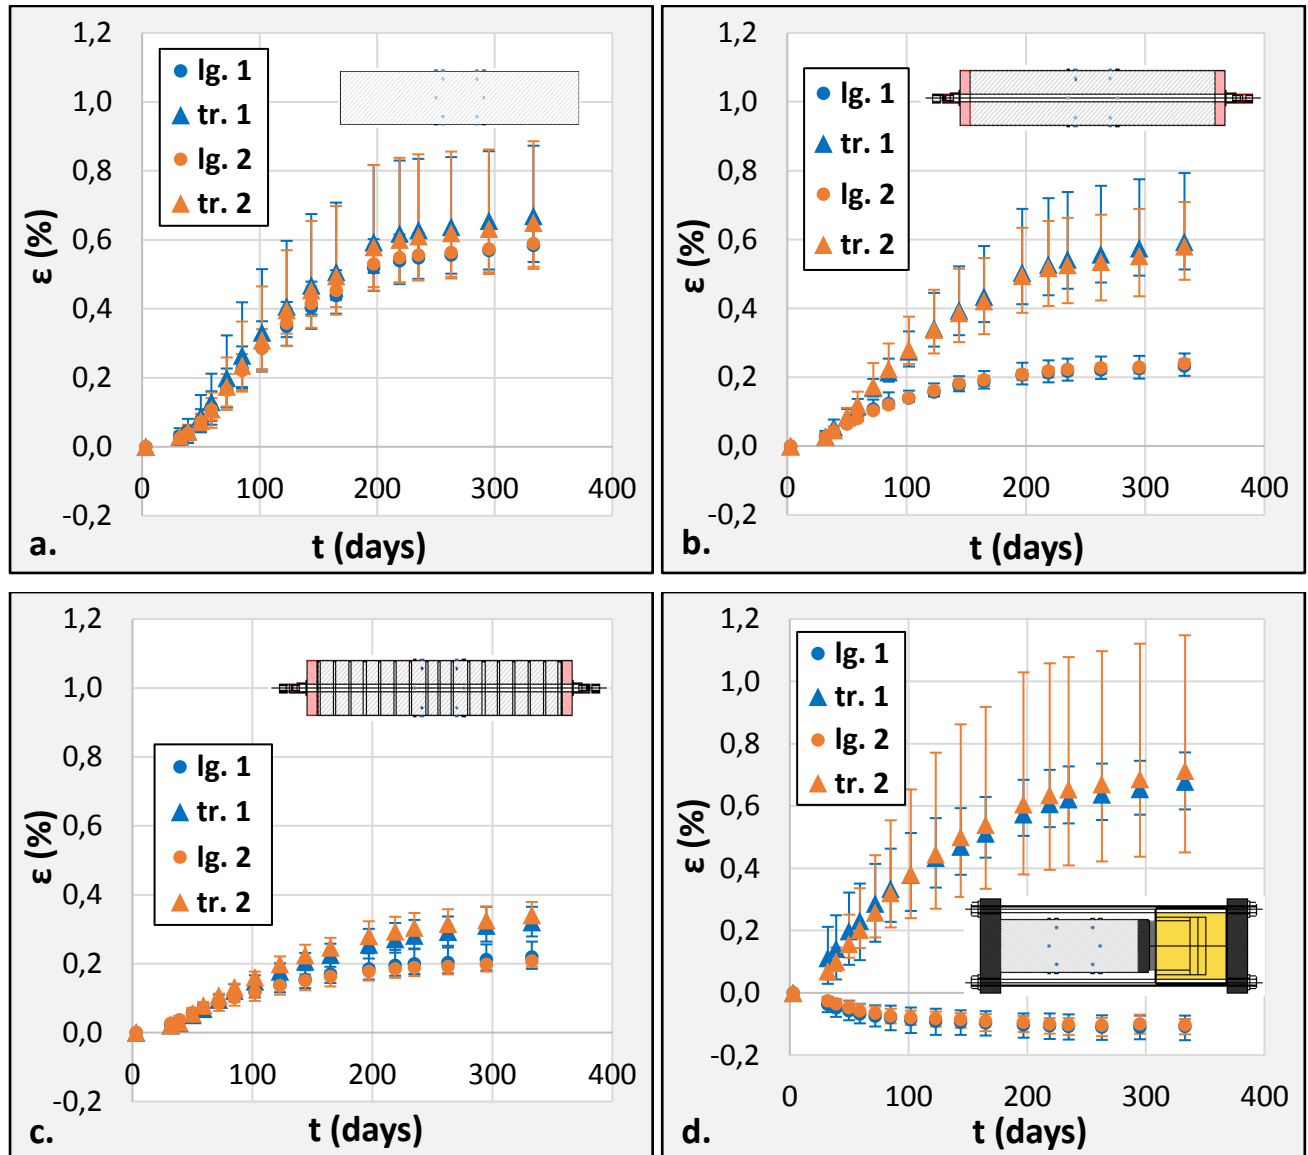 1,2
1,0
0,8
0,6
0,4
0,2
0,0
-0,2
ε (%)
lg. 1
tr. 1
lg. 2
tr. 2
0 100 200 300 400
a. t (days)
1,2
1,0
0,8
0,6
0,4
0,2
0,0
-0,2
ε (%)
lg. 1
tr. 1
lg. 2
tr. 2
0 100 200 300 400
b. t (days)
1,2
1,0
0,8
0,6
0,4
0,2
0,0
-0,2
ε (%)
lg. 1
tr. 1
lg. 2
tr. 2
0 100 200 300 400
c. t (days)
1,2
1,0
0,8
0,6
0,4
0,2
0,0
-0,2
ε (%)
lg. 1
tr. 1
lg. 2
tr. 2
0 100 200 300 400
d. t (days)